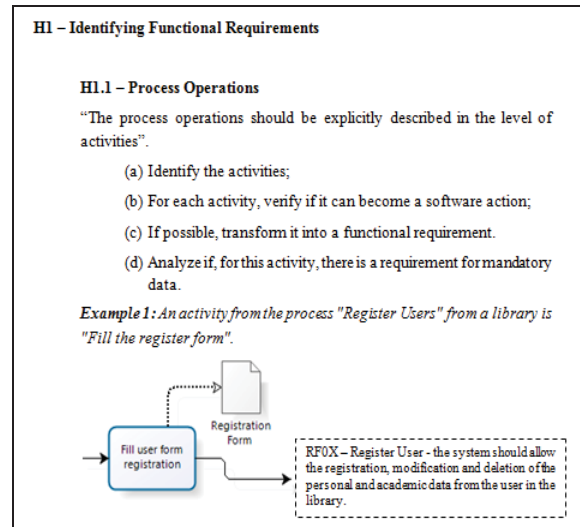 H1 – Identifying Functional Requirements
H1.1 – Process Operations
“The process operations should be explicitly described in the level of
activities”.
(a) Identify the activities;
(b) For each activity, verify if it can become a software action;
(c) If possible, transform it into a functional requirement.
(d) Analyze if, for this activity, there is a requirement for mandatory
data.
Example 1: An activity from the process "Register Users" from a library is
"Fill the register form".
Registration
Form
Fill user form
registration
RF0X – Register User - the system should allow
the registration, modification and deletion of the
personal and academic data from the user in the
library.